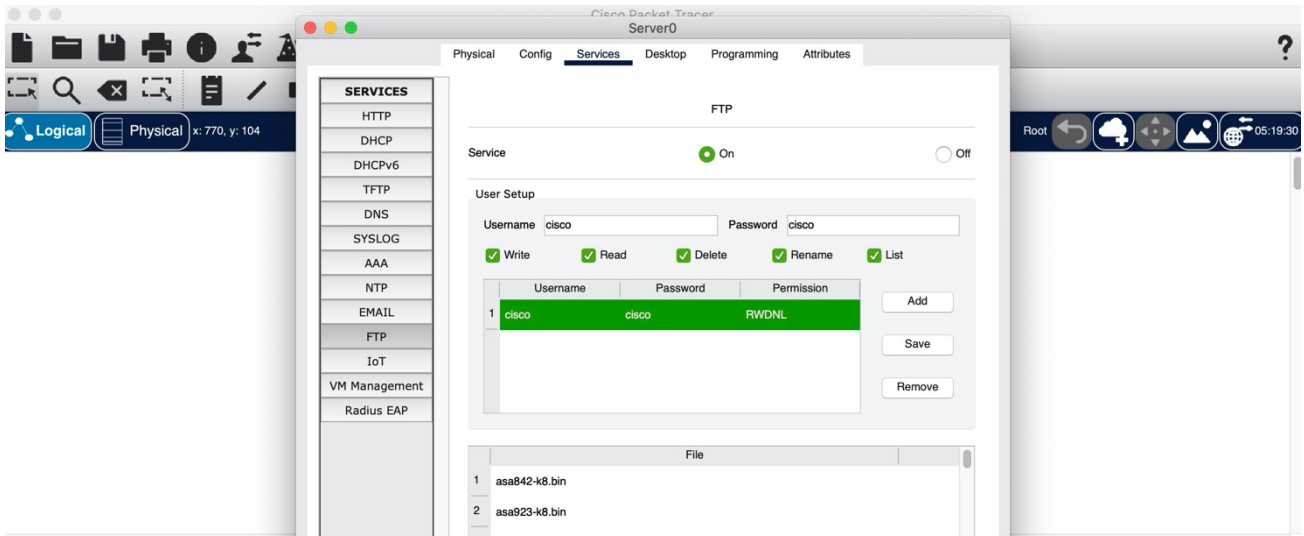 Cisco Packet Tracer
Server0
Physical Config Services Desktop Programming Attributes
SERVICES
HTTP
DHCP
DHCPv6
TFTP
DNS
SYSLOG
AAA
NTP
EMAIL
FTP
IoT
VM Management
Radius EAP
Logical Physical x: 770, y: 104
Root 05:19:30
FTP
Service On Off
User Setup
Username cisco Password cisco
Write Read Delete Rename List
Username Password Permission
1 cisco cisco RWDNL
Add
Save
Remove
File
1 asa842-k8.bin
2 asa923-k8.bin